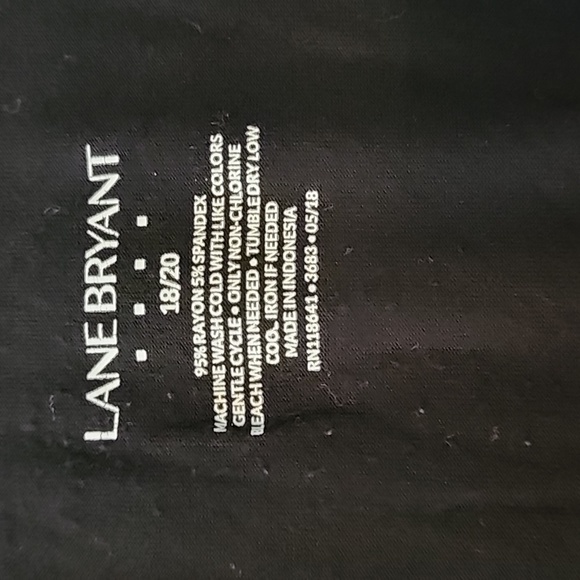 LANE BRYANT
18/20
95% RAYON 5% SPANDEX
MACHINE WASH COLD WITH LIKE COLORS
GENTLE CYCLE • ONLY NON-CHLORINE
BLEACH WHEN NEEDED • TUMBLE DRY LOW
COOL IRON IF NEEDED
MADE IN INDONESIA
RN118641 • 3683 • 05/18